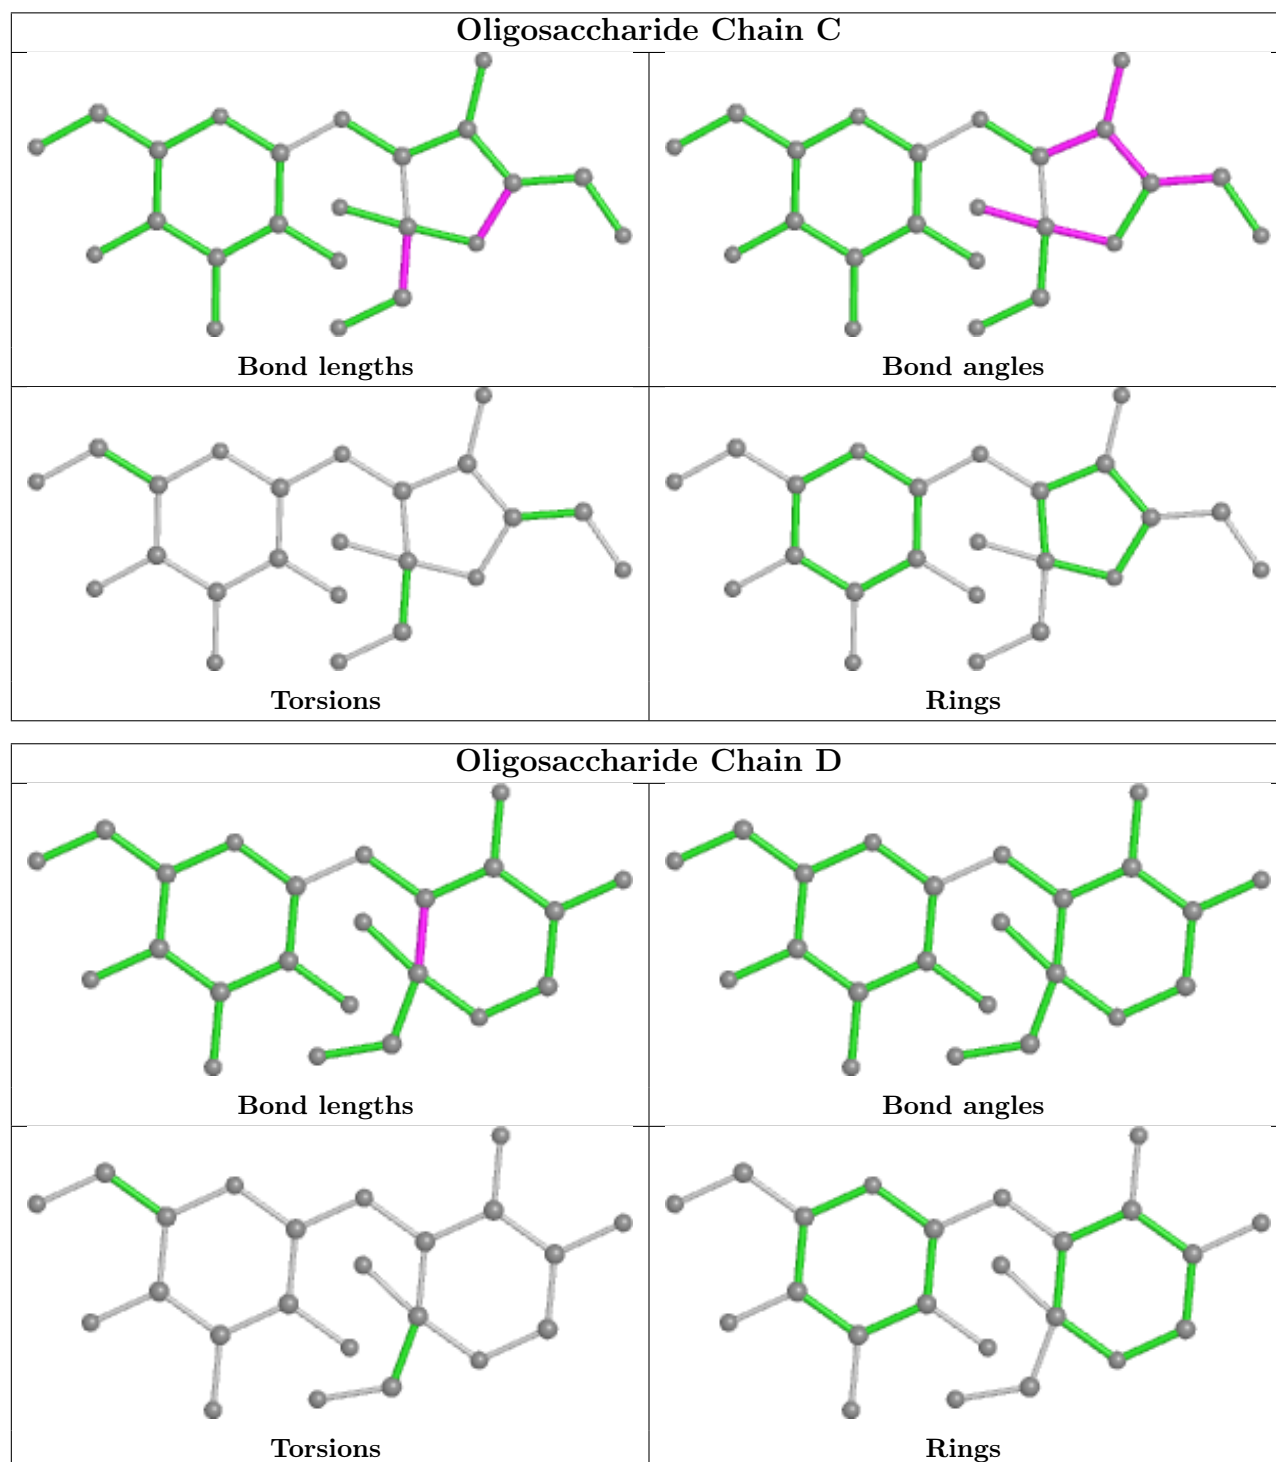 Oligosaccharide Chain C
Bond lengths
Bond angles
Torsions
Rings
Oligosaccharide Chain D
Bond lengths
Bond angles
Torsions
Rings